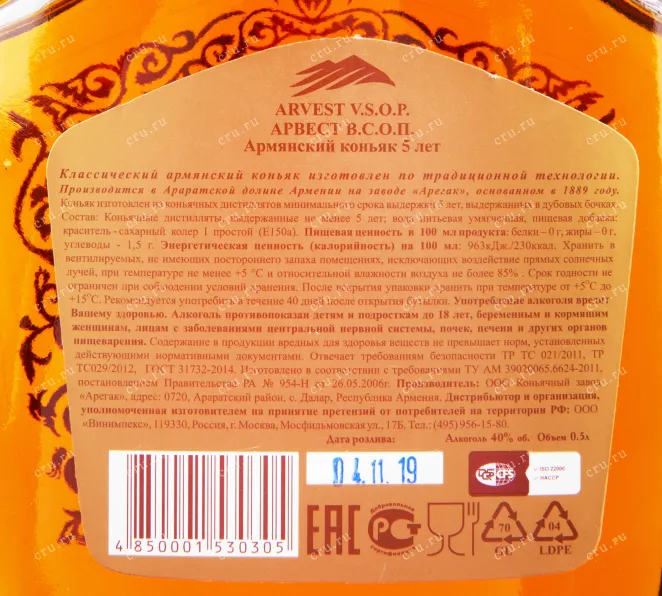 ARVEST V.S.O.P.
АРВЕСТ В.С.О.П.
Армянский коньяк 5 лет
Классический армянский коньяк изготовлен по традиционной технологии.
Производится в Араратской долине Армении на заводе «Арегак», основанном в 1889 году.
Коньяк изготовлен из коньячных дистиллятов минимального срока выдержки 5 лет, выдержанных в дубовых бочках.
Состав: Коньячные дистилляты, выдержанные не менее 5 лет; вода питьевая умягченная, пищевая добавка:
краситель - сахарный колер I простой (E150a). Пищевая ценность в 100 мл продукта: белки – 0 г; жиры – 0 г.
углеводы - 1,5 г. Энергетическая ценность (калорийность) на 100 мл: 963кДж./230ккал. Хранить в
вентилируемых, не имеющих постороннего запаха помещениях, исключающих воздействие прямых солнечных
лучей, при температуре не менее +5 °С и относительной влажности воздуха не более 85% . Срок годности не
ограничен при соблюдении условий хранения. После открытия упаковки хранить при температуре от +5°С до
+15°С. Рекомендуется употребить в течение 40 дней после открытия бутылки. Употребление алкоголя вредит
Вашему здоровью. Алкоголь противопоказан детям и подросткам до 18 лет, беременным и кормящим
женщинам, лицам с заболеваниями центральной нервной системы, почек, печени и других органов
пищеварения. Содержание в продукции вредных для здоровья веществ не превышает норм, установленных
действующими нормативными документами. Отвечает требованиям безопасности ТР ТС 021/2011, ТР
ТС029/2012, ГОСТ 31732-2014. Изготовлено в соответствии с требованиями ТУ АМ 39020065.6624-2011,
постановлением Правительства РА № 954-Н от 26.05.2006г. Производитель: ООО Коньячный завод
«Арегак», адрес: 0720, Араратский район, с. Далар, Республика Армения. Дистрибьютор и организация,
уполномоченная изготовителем на принятие претензий от потребителей на территории РФ: ООО
«Винимпекс», 119330, Россия, г. Москва, Мосфильмовская ул., 17Б. Тел.: (495)956-15-80.
Дата розлива: Алкоголь 40% об. Объем 0.5л
04.11.19
ISO 22000
HACCP
CPS
4 850001 530305
EAC
Добровольная
сертификация
70
GL
04
LDPE
cru.ru